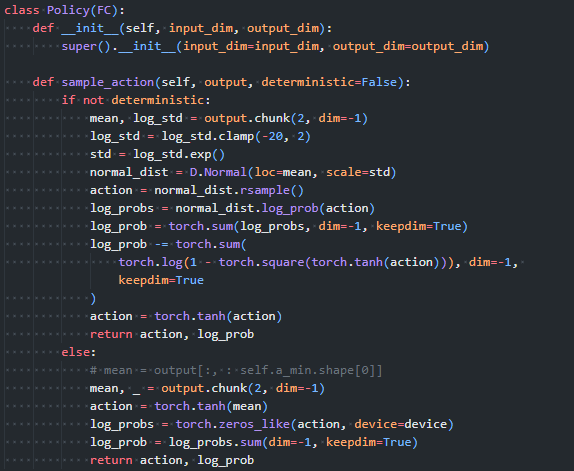 class Policy(FC):
    def __init__(self, input_dim, output_dim):
        super().__init__(input_dim=input_dim, output_dim=output_dim)

    def sample_action(self, output, deterministic=False):
        if not deterministic:
            mean, log_std = output.chunk(2, dim=-1)
            log_std = log_std.clamp(-20, 2)
            std = log_std.exp()
            normal_dist = D.Normal(loc=mean, scale=std)
            action = normal_dist.rsample()
            log_probs = normal_dist.log_prob(action)
            log_prob = torch.sum(log_probs, dim=-1, keepdim=True)
            log_prob -= torch.sum(
                torch.log(1 - torch.square(torch.tanh(action))), dim=-1,
                keepdim=True
            )
            action = torch.tanh(action)
            return action, log_prob
        else:
            # mean = output[:, : self.a_min.shape[0]]
            mean, _ = output.chunk(2, dim=-1)
            action = torch.tanh(mean)
            log_probs = torch.zeros_like(action, device=device)
            log_prob = log_probs.sum(dim=-1, keepdim=True)
            return action, log_prob